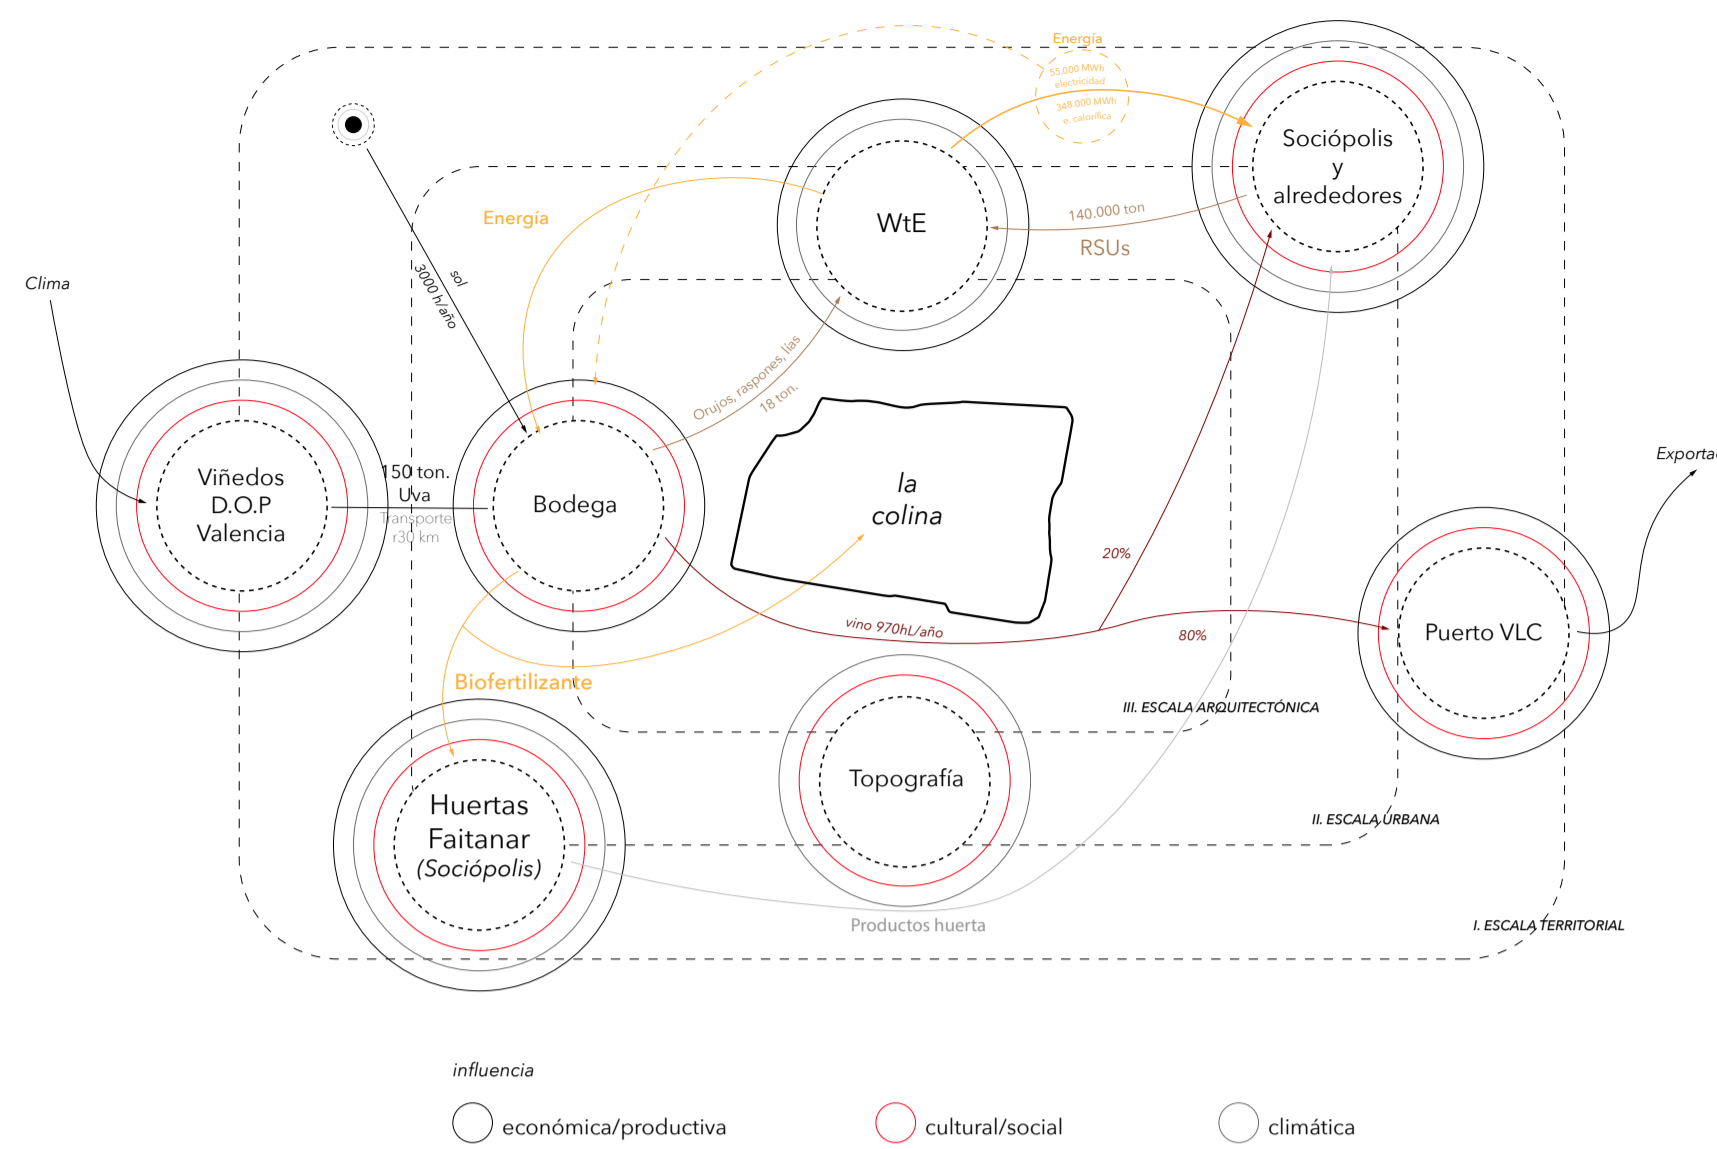 Energía
55.000 MWh
electricidad
348.000 MWh
e. calorífica
Sociópolis
y
alrededores
WtE
140.000 ton
RSUs
Energía
sol
3000 h/año
Clima
Orujos, raspones, lías
18 ton.
Viñedos
D.O.P
Valencia
150 ton.
Uva
Transporte
r30 km
Bodega
la
colina
Exporta
20%
vino 970hL/año
80%
Puerto VLC
Biofertilizante
III. ESCALA ARQUITECTÓNICA
Topografía
Huertas
Faitanar
(Sociópolis)
II. ESCALA URBANA
Productos huerta
I. ESCALA TERRITORIAL
influencia
económica/productiva
cultural/social
climática